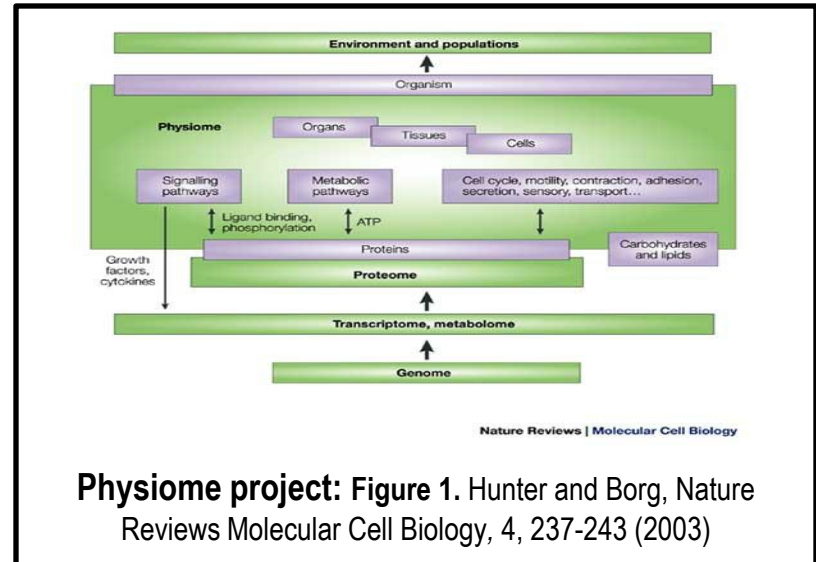 Environment and populations
Organism
Physiome
Organs
Tissues
Cells
Signalling
pathways
Metabolic
pathways
Cell cycle, motility, contraction, adhesion,
secretion, sensory, transport...
Ligand binding,
phosphorylation
ATP
Growth
factors,
cytokines
Proteins
Carbohydrates
and lipids
Proteome
Transcriptome, metabolome
Genome
Nature Reviews | Molecular Cell Biology
Physiome project: Figure 1. Hunter and Borg, Nature
Reviews Molecular Cell Biology, 4, 237-243 (2003)